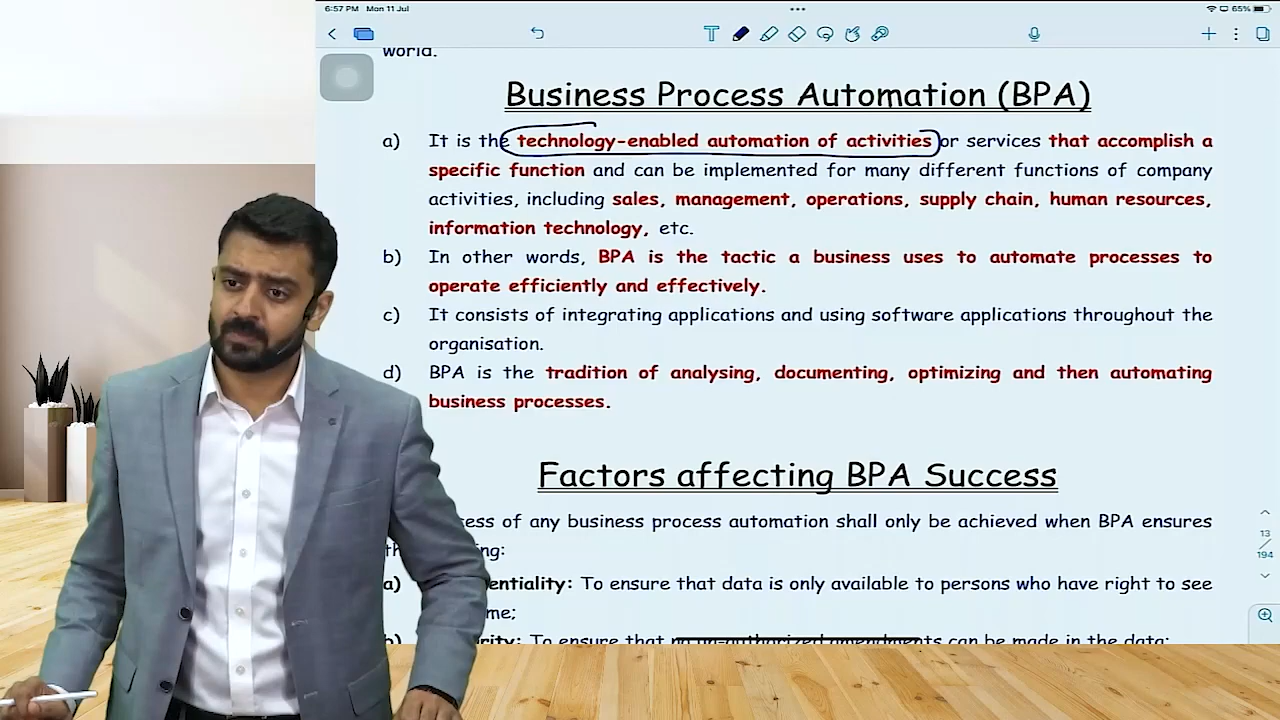 6:57 PM Mon 11 Jul
65%
world.
Business Process Automation (BPA)
a) It is the technology-enabled automation of activities or services that accomplish a
specific function and can be implemented for many different functions of company
activities, including sales, management, operations, supply chain, human resources,
information technology, etc.
b) In other words, BPA is the tactic a business uses to automate processes to
operate efficiently and effectively.
c) It consists of integrating applications and using software applications throughout the
organisation.
d) BPA is the tradition of analysing, documenting, optimizing and then automating
business processes.
Factors affecting BPA Success
of any business process automation shall only be achieved when BPA ensures
a) To ensure that data is only available to persons who have right to see
b) To ensure that no un-authorized amendments can be made in the data;
13
194